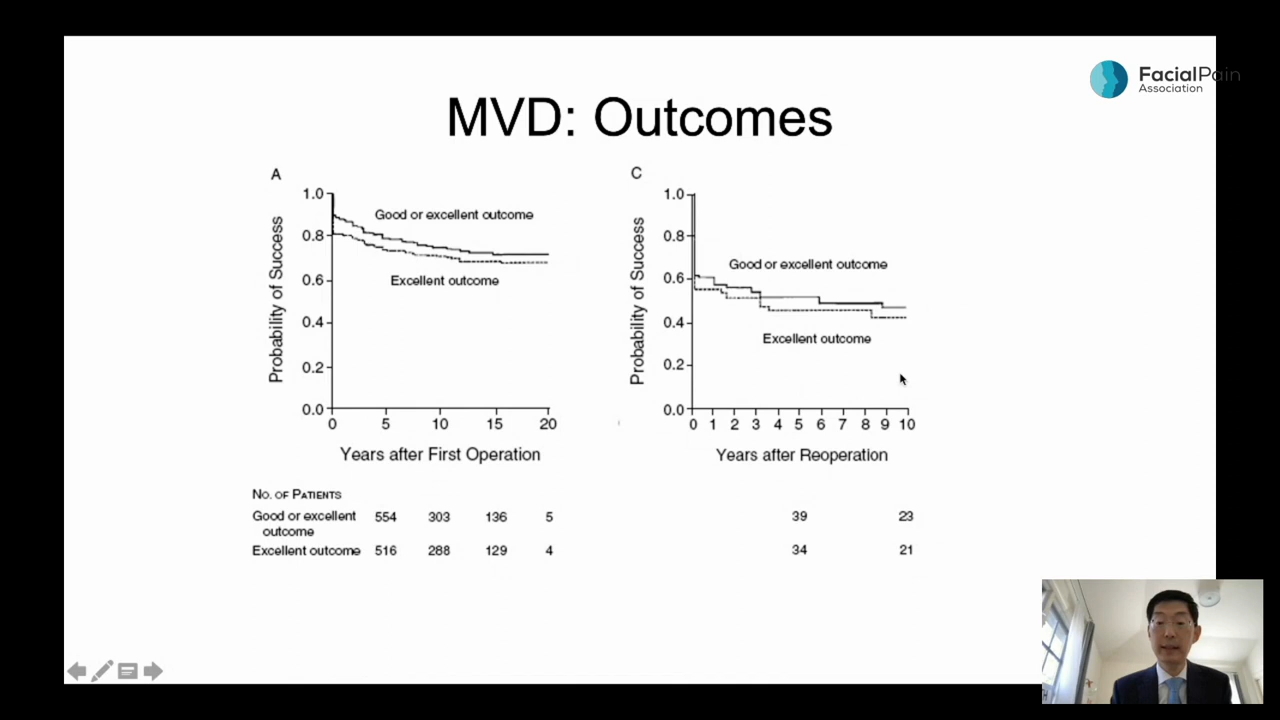 FacialPain
Association
MVD: Outcomes
A
Probability of Success
1.0
0.8
0.6
0.4
0.2
0.0
Good or excellent outcome
Excellent outcome
0 5 10 15 20
Years after First Operation
C
Probability of Success
1.0
0.8
0.6
0.4
0.2
0.0
Good or excellent outcome
Excellent outcome
0 1 2 3 4 5 6 7 8 9 10
Years after Reoperation
No. of Patients
Good or excellent 554 303 136 5 39 23
outcome
Excellent outcome 516 288 129 4 34 21